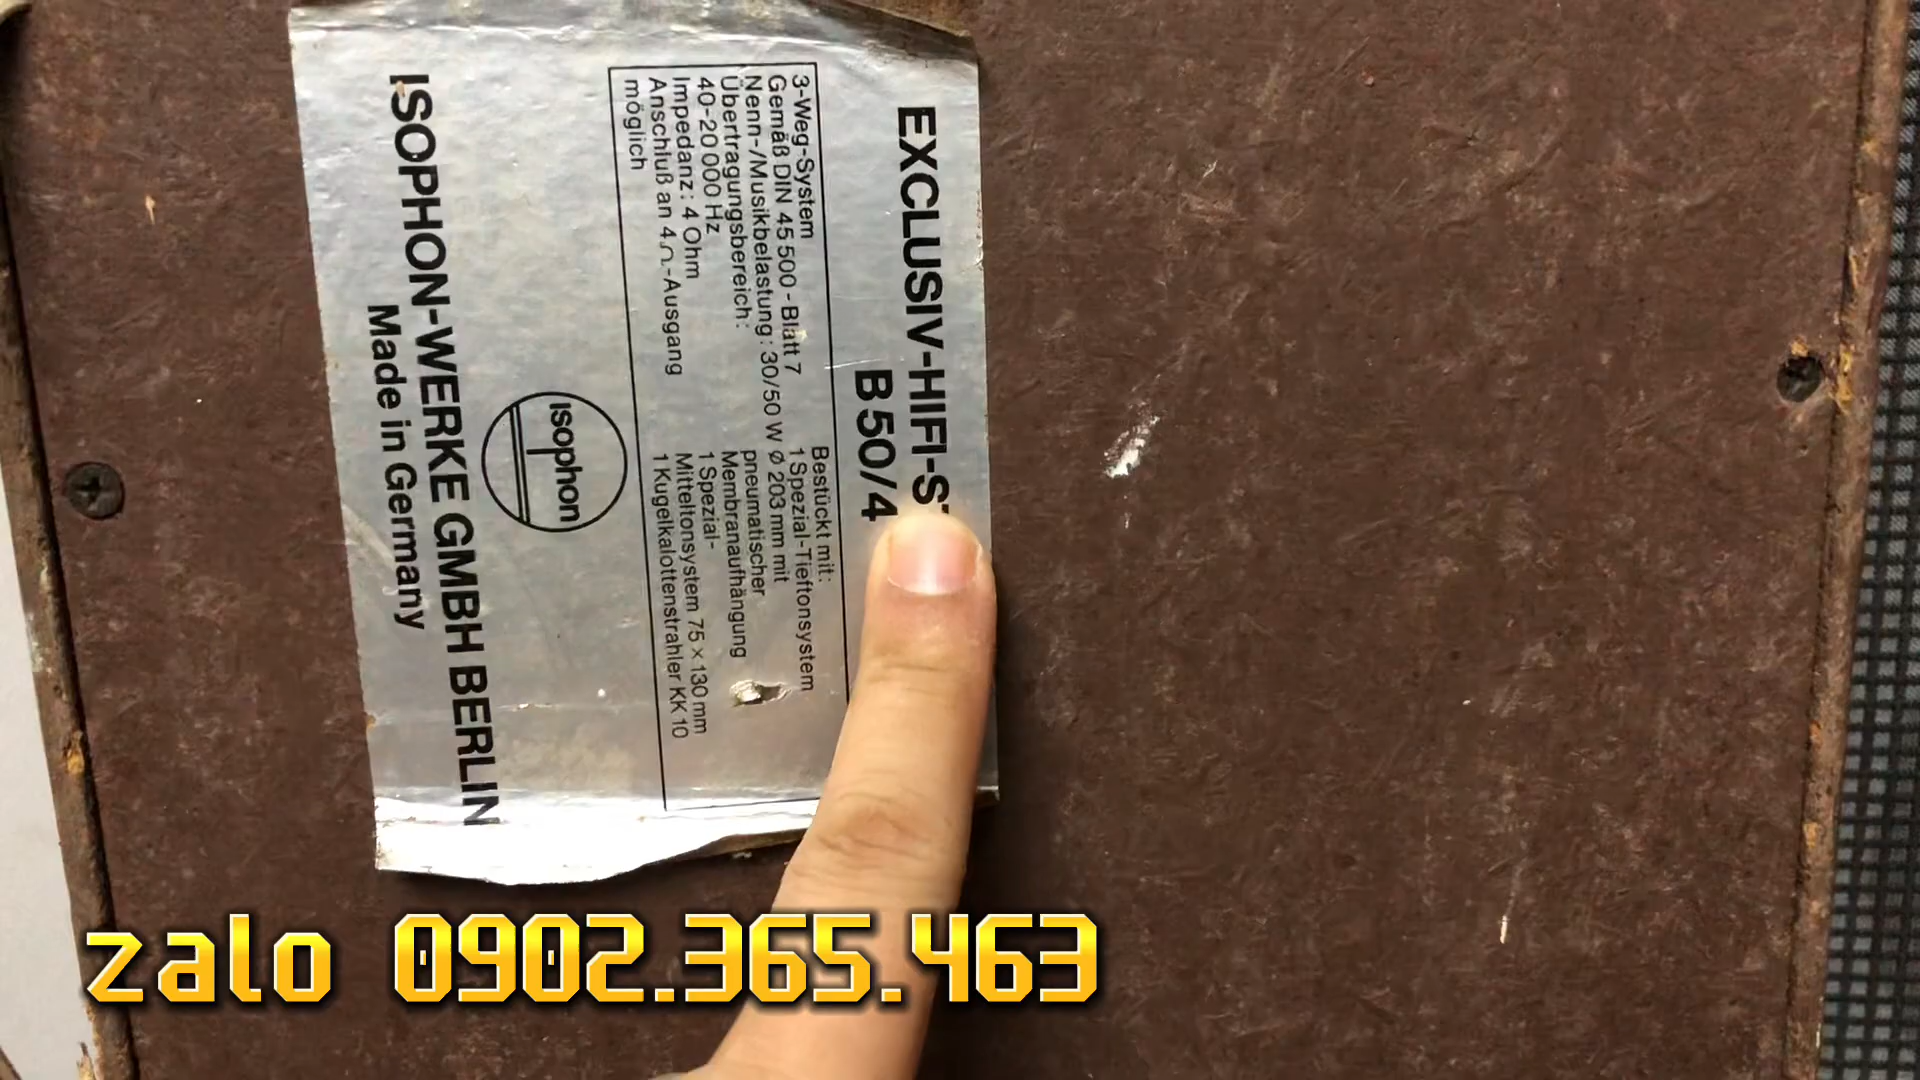 EXCLUSIV-HIFI-
B50/4
3-Weg-System
Gemäß DIN 45 500 - Blatt 7
Nenn-/Musikbelastung: 30/50 W
Übertragungsbereich:
40-20 000 Hz
Impedanz: 4 Ohm
Anschluß an 4 Ω-Ausgang
möglich
Bestückt mit:
1 Spezial-Tieftonsystem
Ø 203 mm mit
pneumatischer
Membranaufhängung
1 Spezial-
Mitteltonsystem 75 x 130 mm
1 Kugelkalottenstrahler KK 10
Isophon
ISOPHON-WERKE GMBH BERLIN
Made in Germany
zalo 0902.365.463